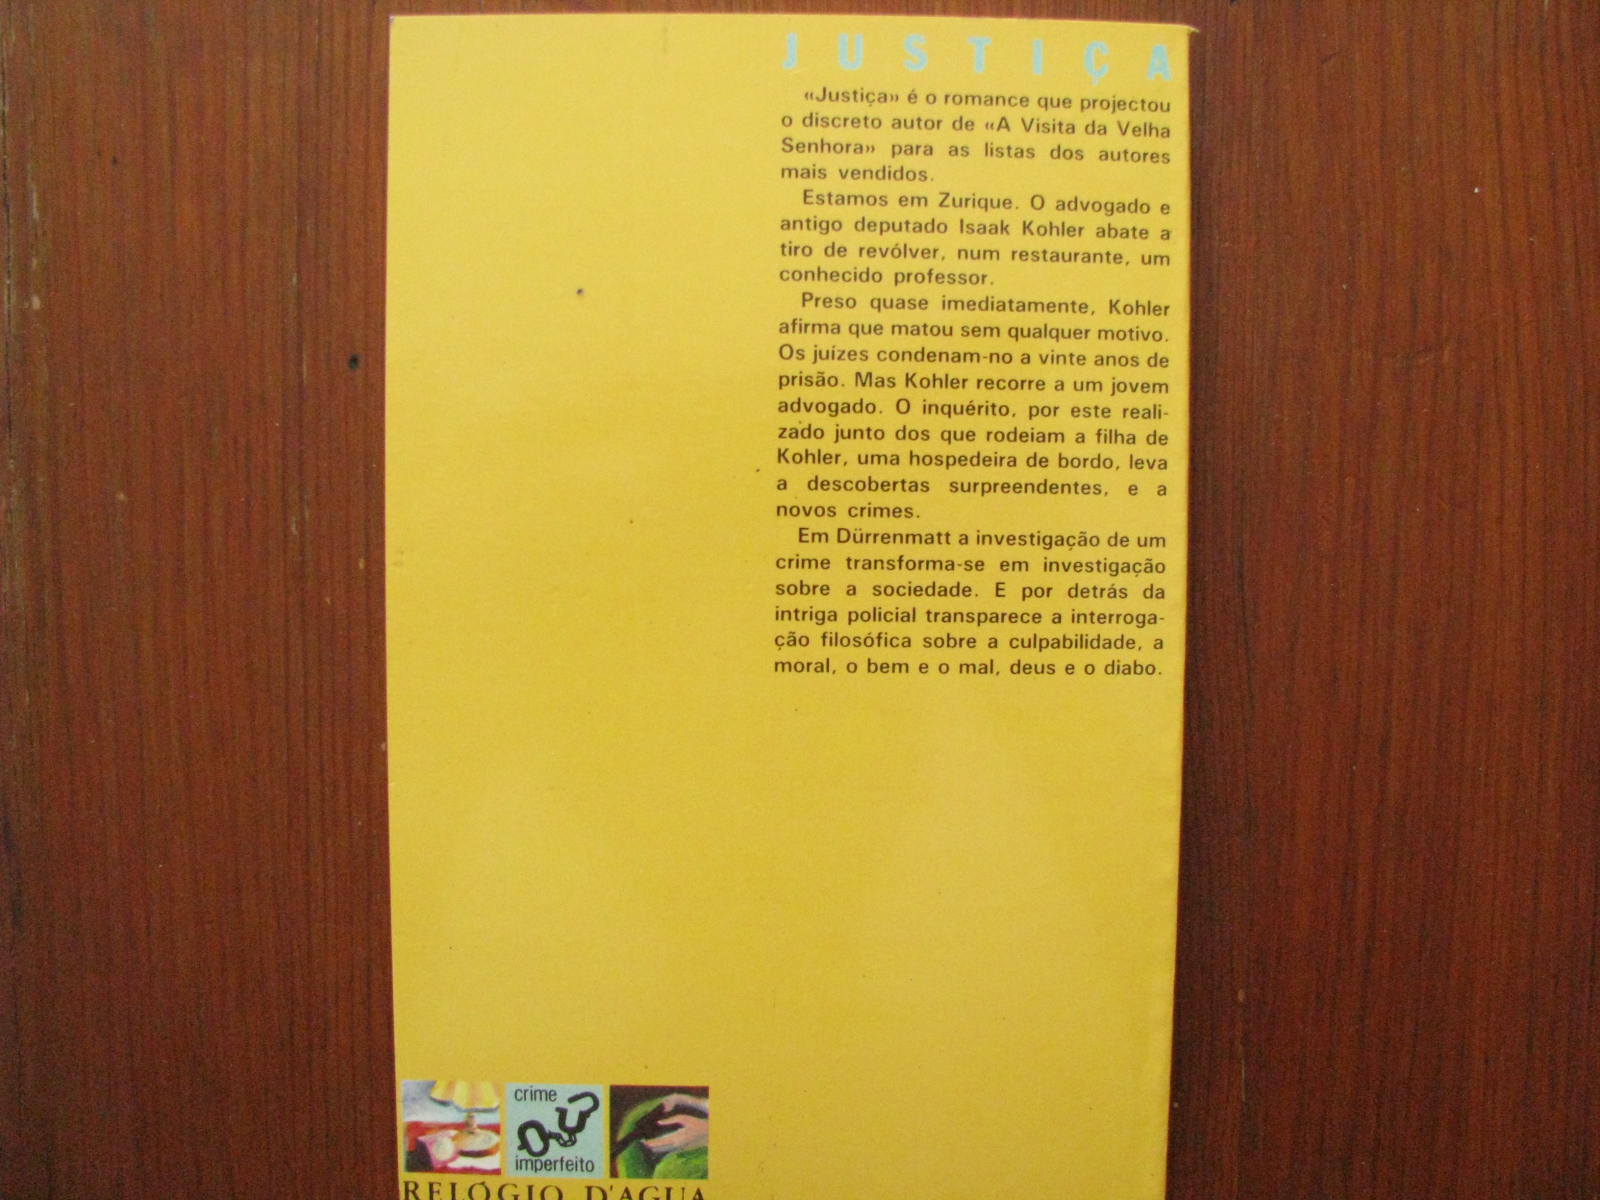 JUSTIÇA
«Justiça» é o romance que projectou
o discreto autor de «A Visita da Velha
Senhora» para as listas dos autores
mais vendidos.
Estamos em Zurique. O advogado e
antigo deputado Isaak Kohler abate a
tiro de revólver, num restaurante, um
conhecido professor.
Preso quase imediatamente, Kohler
afirma que matou sem qualquer motivo.
Os juízes condenam-no a vinte anos de
prisão. Mas Kohler recorre a um jovem
advogado. O inquérito, por este reali-
zado junto dos que rodeiam a filha de
Kohler, uma hospedeira de bordo, leva
a descobertas surpreendentes, e a
novos crimes.
Em Dürrenmatt a investigação de um
crime transforma-se em investigação
sobre a sociedade. E por detrás da
intriga policial transparece a interroga-
ção filosófica sobre a culpabilidade, a
moral, o bem e o mal, deus e o diabo.
crime
imperfeito
RELÓGIO D'ÁGUA